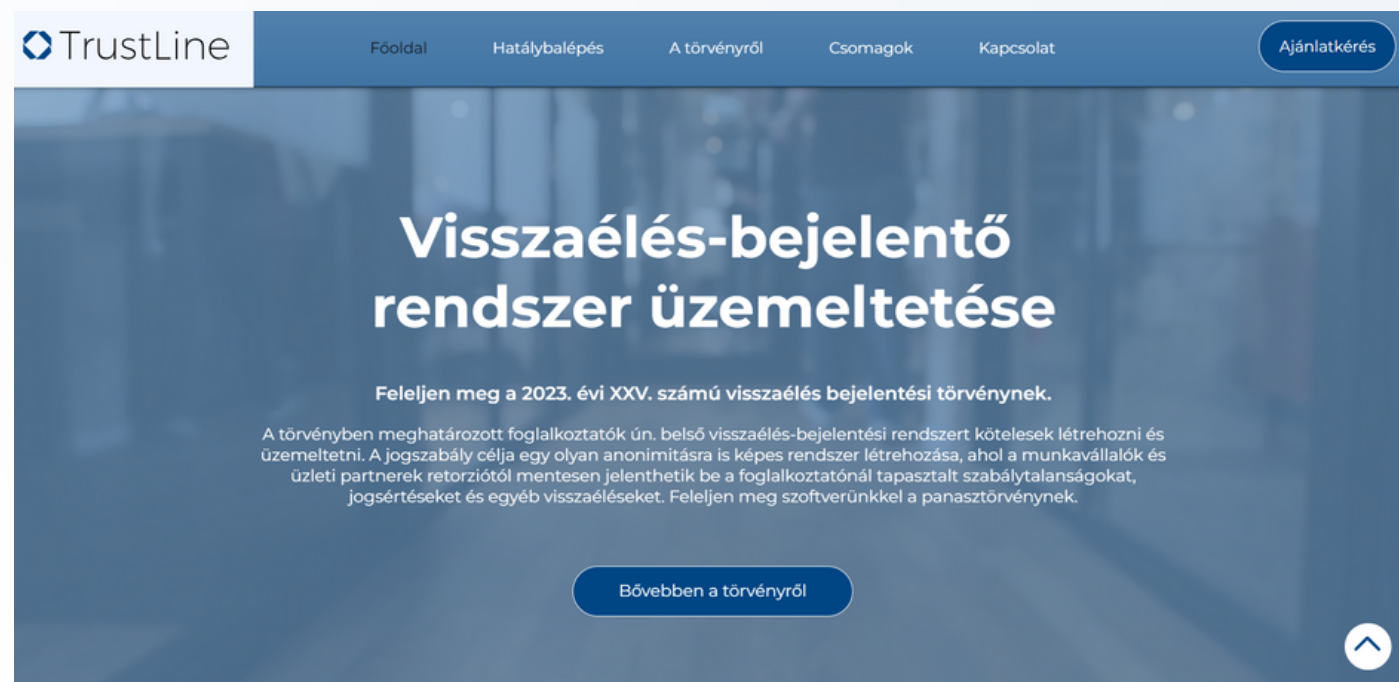 TrustLine
Főoldal
Hatálybalépés
A törvényről
Csomagok
Kapcsolat
Ajánlatkérés
Visszaélés-bejelentő
rendszer üzemeltetése
Feleljen meg a 2023. évi XXV. számú visszaélés bejelentési törvénynek.
A törvényben meghatározott foglalkoztatók ún. belső visszaélés-bejelentési rendszert kötelesek létrehozni és
üzemeltetni. A jogszabály célja egy olyan anonimitásra is képes rendszer létrehozása, ahol a munkavállalók és
üzleti partnerek retorziótól mentesen jelenthetik be a foglalkoztatónál tapasztalt szabálytalanságokat,
jogsértéseket és egyéb visszaéléseket. Feleljen meg szoftverünkkel a panasztörvénynek.
Bővebben a törvényről